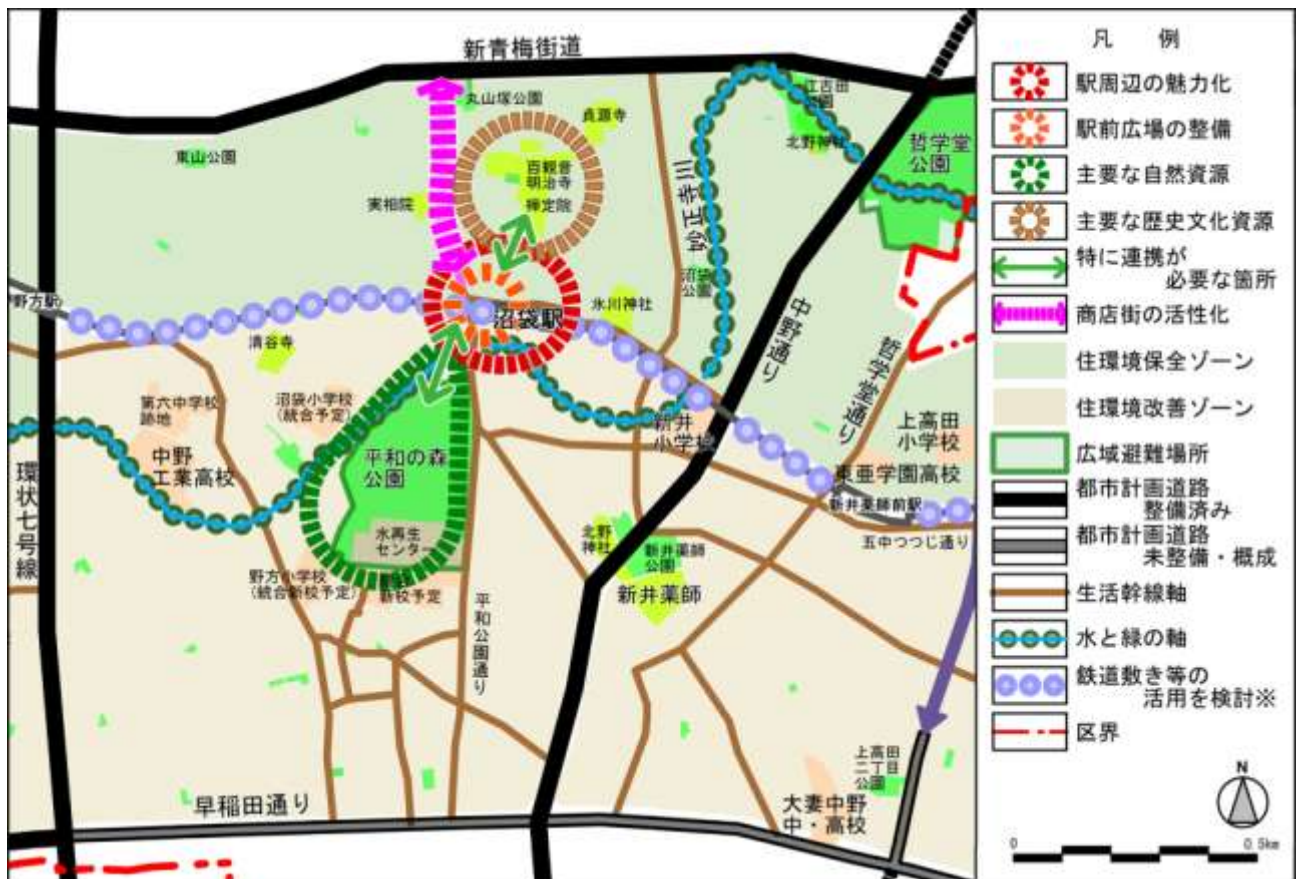 新青梅街道
丸山塚公園
貞源寺
江古田
公園
北野神社
哲学堂
公園
東山公園
百観音
明治寺
禅定院
実相院
妙正寺川
沼袋
公園
野方駅
沼袋駅
氷川神社
中野通り
哲学堂通り
清谷寺
第六中学校
跡地
沼袋小学校
(統合予定)
新井
小学校
上高田
小学校
中野
工業高校
平和の森
公園
東亜学園高校
新井薬師前駅
五中つつじ通り
環状七号線
水再生
センター
北野
神社
新井薬師
公園
新井薬師
野方小学校
(統合新校予定)
新校予定
平和公園通り
上高田
二丁目
公園
早稲田通り
大妻中野
中・高校
凡 例
駅周辺の魅力化
駅前広場の整備
主要な自然資源
主要な歴史文化資源
特に連携が
必要な箇所
商店街の活性化
住環境保全ゾーン
住環境改善ゾーン
広域避難場所
都市計画道路
整備済み
都市計画道路
未整備・概成
生活幹線軸
水と緑の軸
鉄道敷き等の
活用を検討※
区界
N
0 0.5km